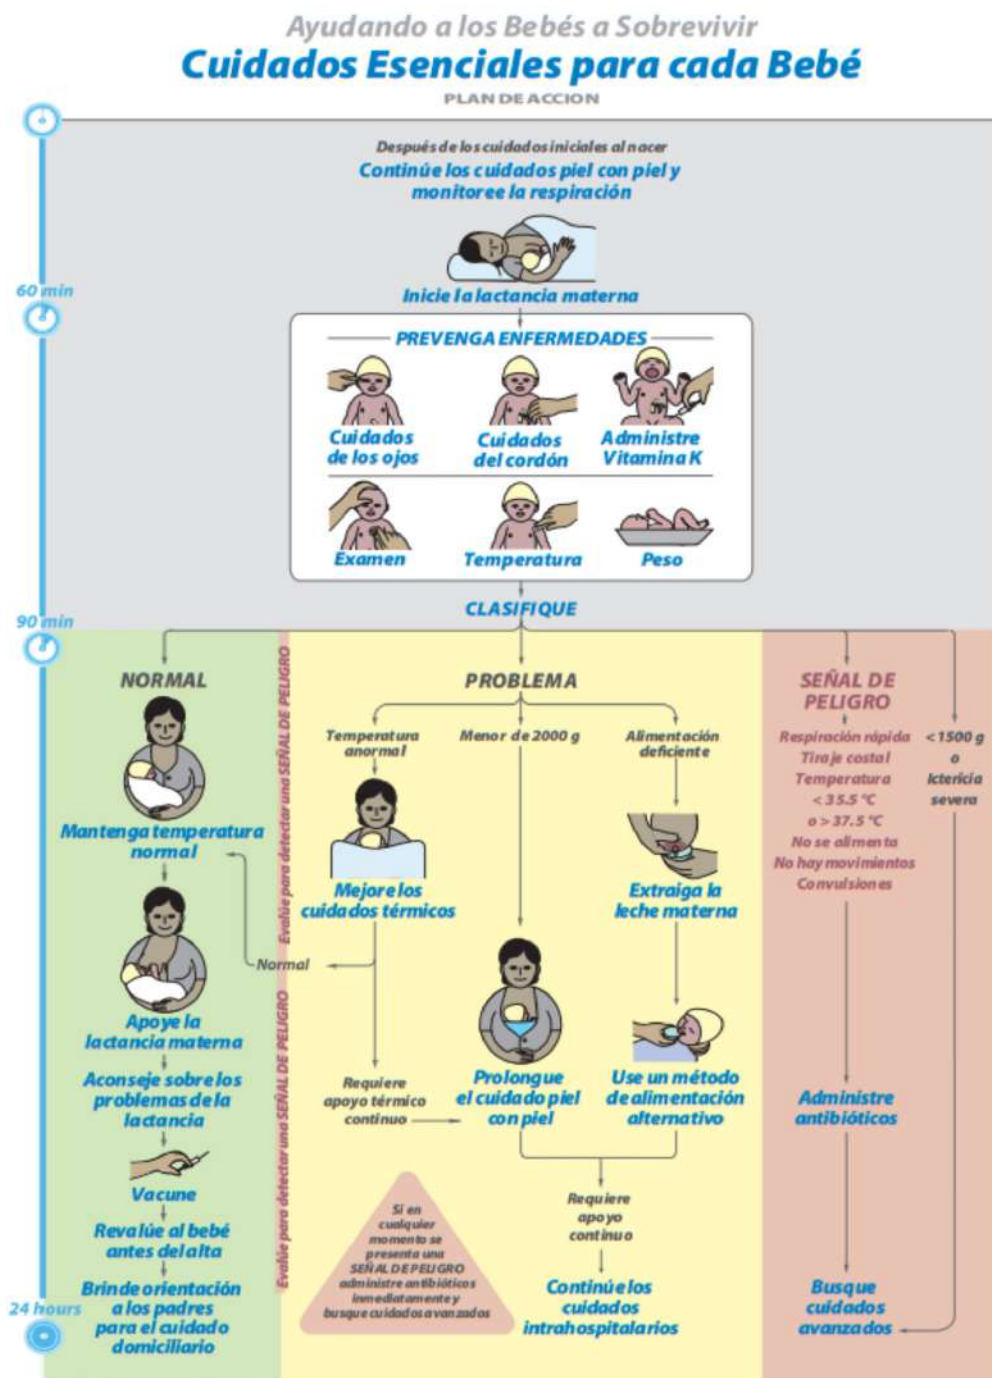 Ayudando a los Bebés a Sobrevivir
Cuidados Esenciales para cada Bebé
PLAN DE ACCION
Después de los cuidados iniciales al nacer
Continúe los cuidados piel con piel y
monitoree la respiración
60 min
Inicie la lactancia materna
PREVENGA ENFERMEDADES
Cuidados
de los ojos
Cuidados
del cordón
Administre
Vitamina K
Examen
Temperatura
Peso
CLASIFIQUE
90 min
NORMAL
Mantenga temperatura
normal
Apoye la
lactancia materna
Aconseje sobre los
problemas de la
lactancia
Vacune
Revalúe al bebé
antes del alta
Brinde orientación
a los padres
para el cuidado
domiciliario
24 hours
Evalúe para detectar una SEÑAL DE PELIGRO
Evalúe para detectar una SEÑAL DE PELIGRO
PROBLEMA
Temperatura
anormal
Mejore los
cuidados térmicos
Normal
Requiere
apoyo térmico
continuo
Menor de 2000 g
Prolongue
el cuidado piel
con piel
Alimentación
deficiente
Extraiga la
leche materna
Use un método
de alimentación
alternativo
Requiere
apoyo
continuo
Continúe los
cuidados
intrahospitalarios
Si en
cualquier
momento se
presenta una
SEÑAL DE PELIGRO
administre antibióticos
inmediatamente y
busque cuidados avanzados
SEÑAL DE
PELIGRO
Respiración rápida
Tiraje costal
Temperatura
< 35.5 °C
o > 37.5 °C
No se alimenta
No hay movimientos
Convulsiones
< 1500 g
o
Ictericia
severa
Administre
antibióticos
Busque
cuidados
avanzados